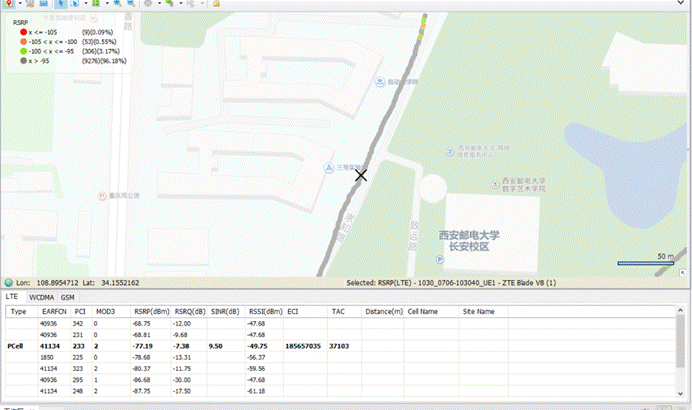 RSRP
x <= -105 (9)(0.09%)
-105 < x <= -100 (53)(0.55%)
-100 < x <= -95 (306)(3.17%)
x > -95 (9276)(96.18%)
西安邮电大学
数字艺术学院
致远路
西安邮电大学
长安校区
P
50 m
Lon: 108.8954712 Lat: 34.1552162 Selected: RSRP(LTE) - 1030_0706-103040_UE1 - ZTE Blade V8 (1)
LTE WCDMA GSM
Type EARFCN PCI MOD3 RSRP(dBm) RSRQ(dB) SINR(dB) RSSI(dBm) ECI TAC Distance(m) Cell Name Site Name
40936 342 0 -68.75 -12.00 -47.68
40936 231 0 -68.81 -9.68 -47.68
PCell 41134 233 2 -77.19 -7.38 9.50 -49.75 185657035 37103
1850 225 0 -78.68 -13.31 -56.37
41134 323 2 -80.37 -11.75 -59.56
40936 295 1 -86.68 -30.00 -47.68
41134 248 2 -87.75 -17.50 -61.18